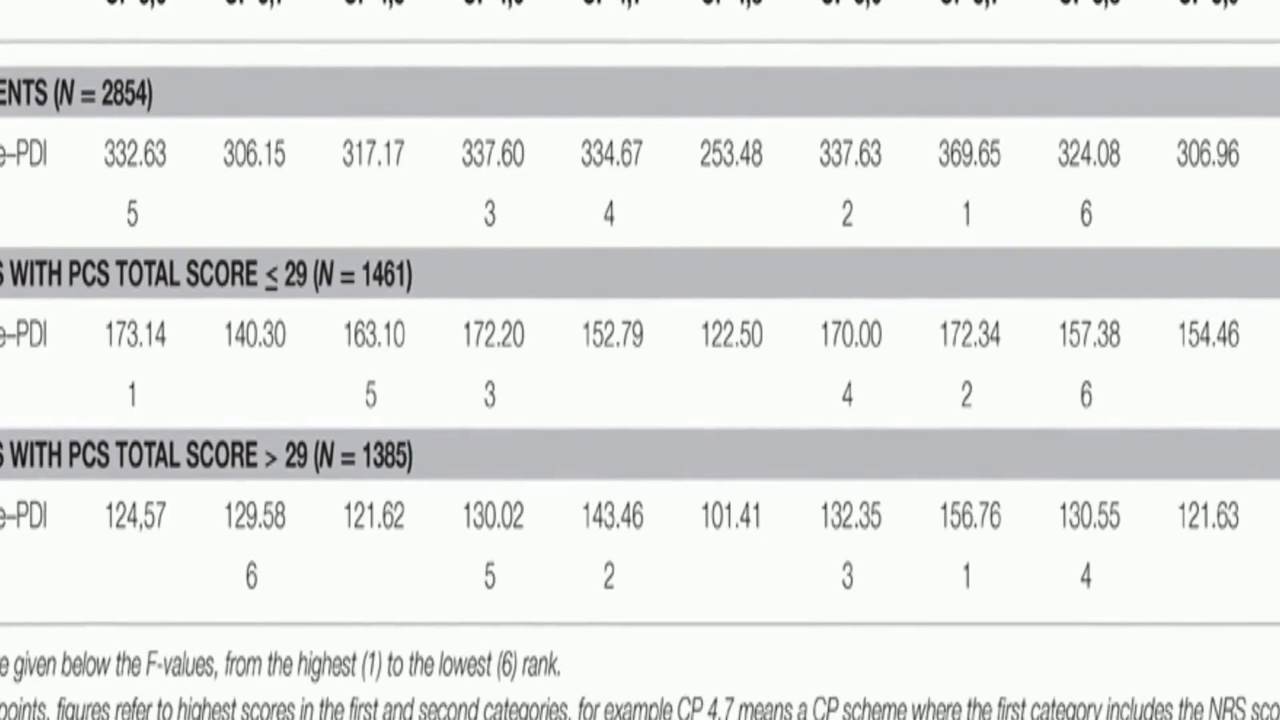 ENTS (N = 2854)
e–PDI 332.63 306.15 317.17 337.60 334.67 253.48 337.63 369.65 324.08 306.96
5 3 4 2 1 6
S WITH PCS TOTAL SCORE ≤ 29 (N = 1461)
e–PDI 173.14 140.30 163.10 172.20 152.79 122.50 170.00 172.34 157.38 154.46
1 5 3 4 2 6
S WITH PCS TOTAL SCORE > 29 (N = 1385)
e–PDI 124,57 129.58 121.62 130.02 143.46 101.41 132.35 156.76 130.55 121.63
6 5 2 3 1 4
e given below the F-values, from the highest (1) to the lowest (6) rank.
points, figures refer to highest scores in the first and second categories, for example CP 4,7 means a CP scheme where the first category includes the NRS sco